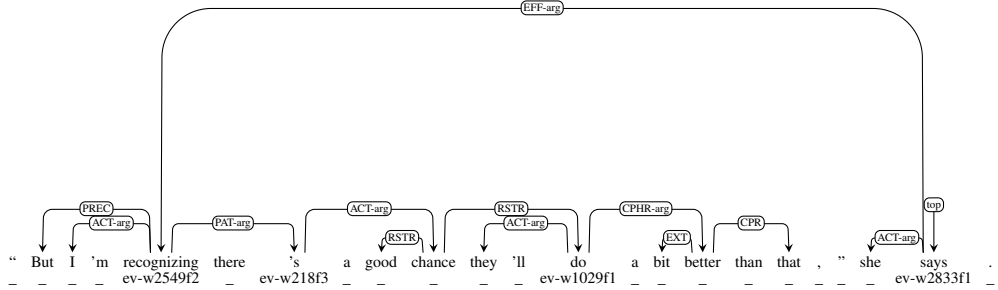 EFF-arg
PREC RSTR top
ACT-arg PAT-arg ACT-arg ACT-arg CPHR-arg CPR
RSTR EXT ACT-arg
“ But I 'm recognizing there 's a good chance they 'll do a bit better than that , ” she says .
_ _ _ _ ev-w2549f2 _ ev-w218f3 _ _ _ _ _ ev-w1029f1 _ _ _ _ _ _ _ _ ev-w2833f1 _